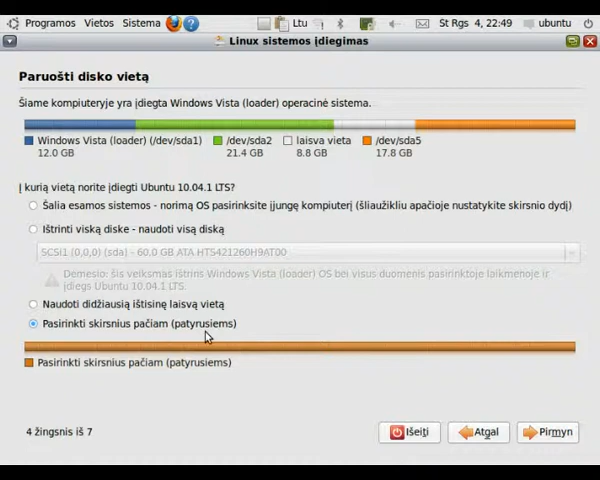 Programos Vietos Sistema Ltu St Rgs 4, 22:49 ubuntu
Linux sistemos įdiegimas
Paruošti disko vietą
Šiame kompiuteryje yra įdiegta Windows Vista (loader) operacinė sistema.
Windows Vista (loader) (/dev/sda1) /dev/sda2 laisva vieta /dev/sda5
12.0 GB 21.4 GB 8.8 GB 17.8 GB
Į kurią vietą norite įdiegti Ubuntu 10.04.1 LTS?
Šalia esamos sistemos - norimą OS pasirinksite įjungę kompiuterį (šliaužikliu apačioje nustatykite skirsnio dydį)
Ištrinti viską diske - naudoti visą diską
SCSI1 (0,0,0) (sda) - 60.0 GB ATA HTS421260H9AT00
Dėmesio: šis veiksmas ištrins Windows Vista (loader) OS bei visus duomenis pasirinktoje laikmenoje ir
įdiegs Ubuntu 10.04.1 LTS.
Naudoti didžiausią ištisinę laisvą vietą
Pasirinkti skirsnius pačiam (patyrusiems)
Pasirinkti skirsnius pačiam (patyrusiems)
4 žingsnis iš 7
Išeiti Atgal Pirmyn